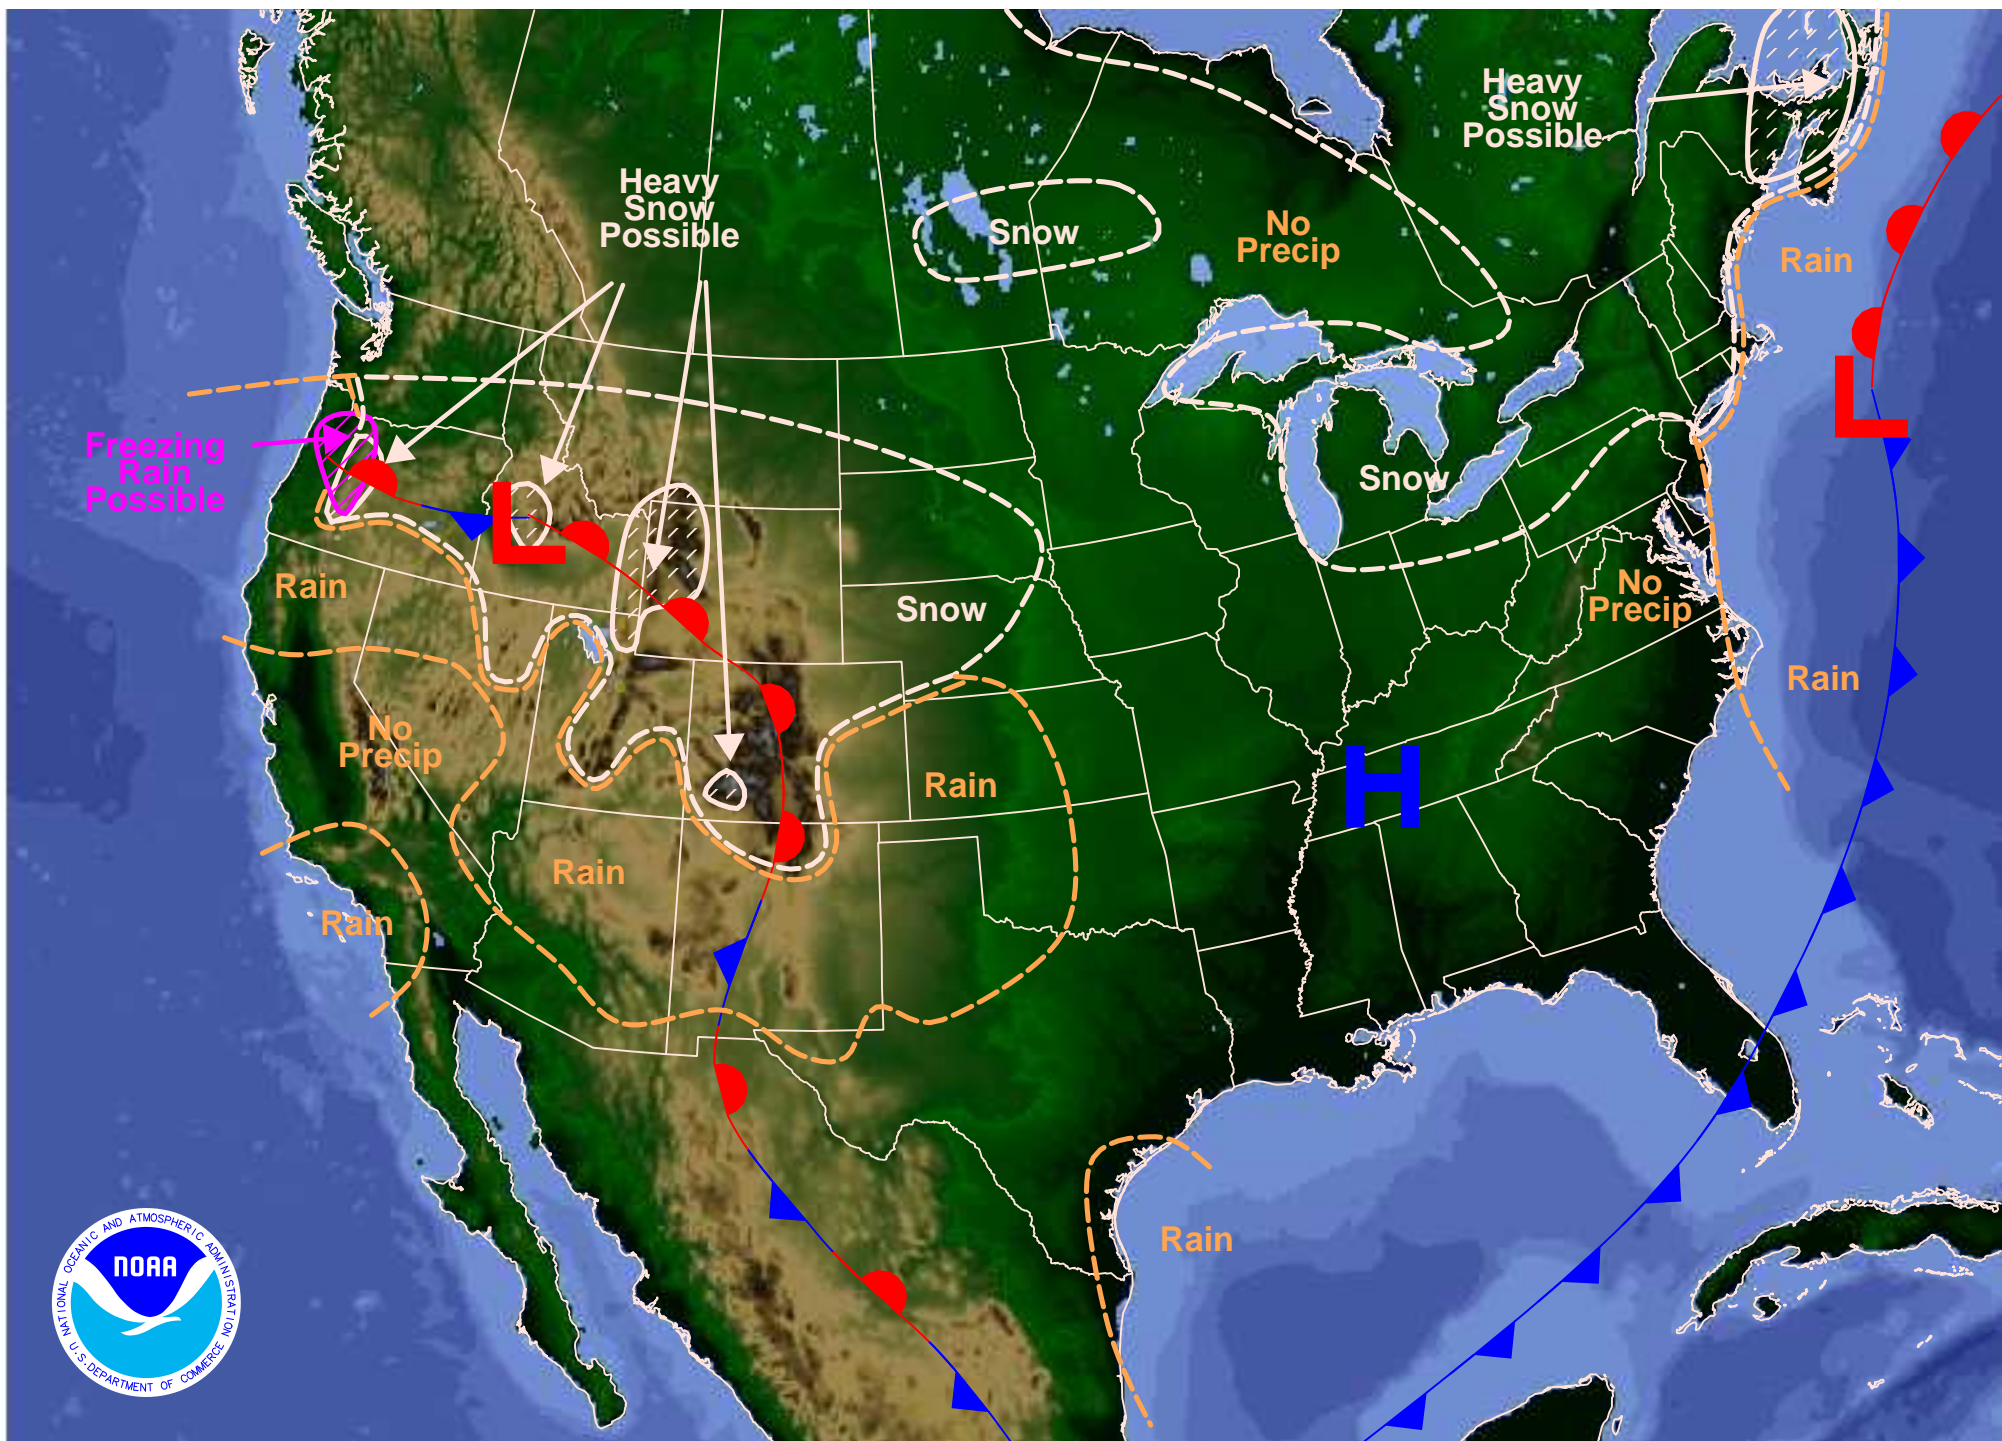 Heavy
Snow
Possible
Heavy
Snow
Possible
Snow
No
Precip
Rain
Freezing
Rain
Possible
L
L
Snow
Rain
Snow
No
Precip
Rain
No
Precip
H
Rain
Rain
Rain
Rain
NATIONAL OCEANIC AND ATMOSPHERIC ADMINISTRATION
NOAA
U.S. DEPARTMENT OF COMMERCE